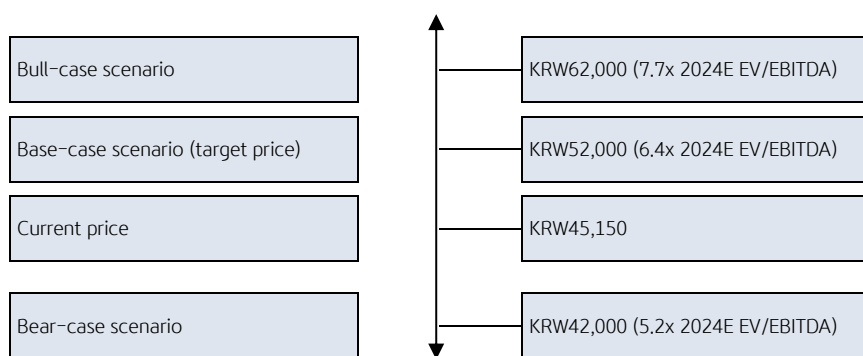 Bull-case scenario
KRW62,000 (7.7x 2024E EV/EBITDA)
Base-case scenario (target price)
KRW52,000 (6.4x 2024E EV/EBITDA)
Current price
KRW45,150
Bear-case scenario
KRW42,000 (5.2x 2024E EV/EBITDA)